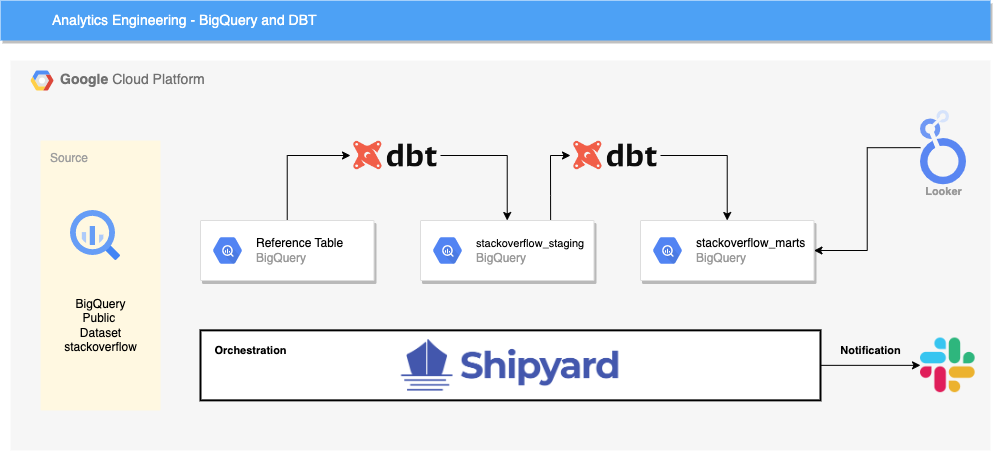 Analytics Engineering - BigQuery and DBT
Google Cloud Platform
Source
BigQuery
Public
Dataset
stackoverflow
dbt
dbt
Looker
Reference Table
BigQuery
stackoverflow_staging
BigQuery
stackoverflow_marts
BigQuery
Orchestration
Shipyard
Notification